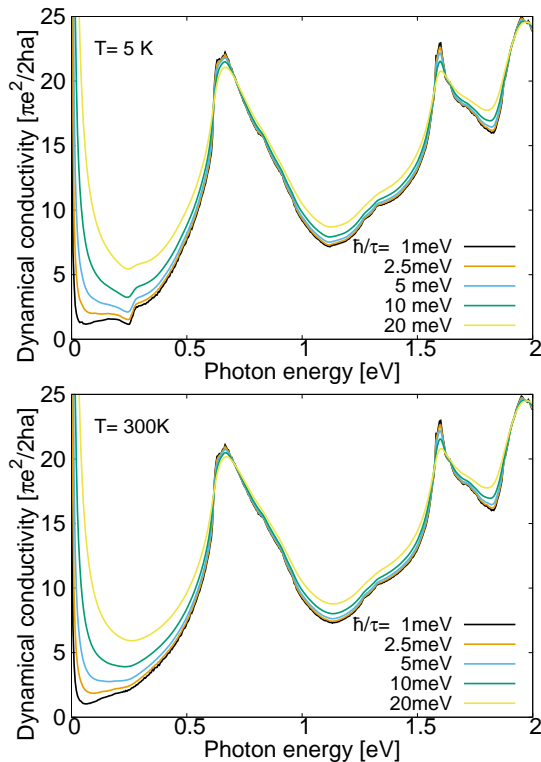 Dynamical conductivity [πe²/2ha]
25
20
15
10
5
0
T= 5 K
ħ/τ= 1meV
2.5meV
5 meV
10 meV
20 meV
0 0.5 1 1.5 2
Photon energy [eV]
Dynamical conductivity [πe²/2ha]
25
20
15
10
5
0
T= 300K
ħ/τ= 1meV
2.5meV
5meV
10meV
20meV
0 0.5 1 1.5 2
Photon energy [eV]